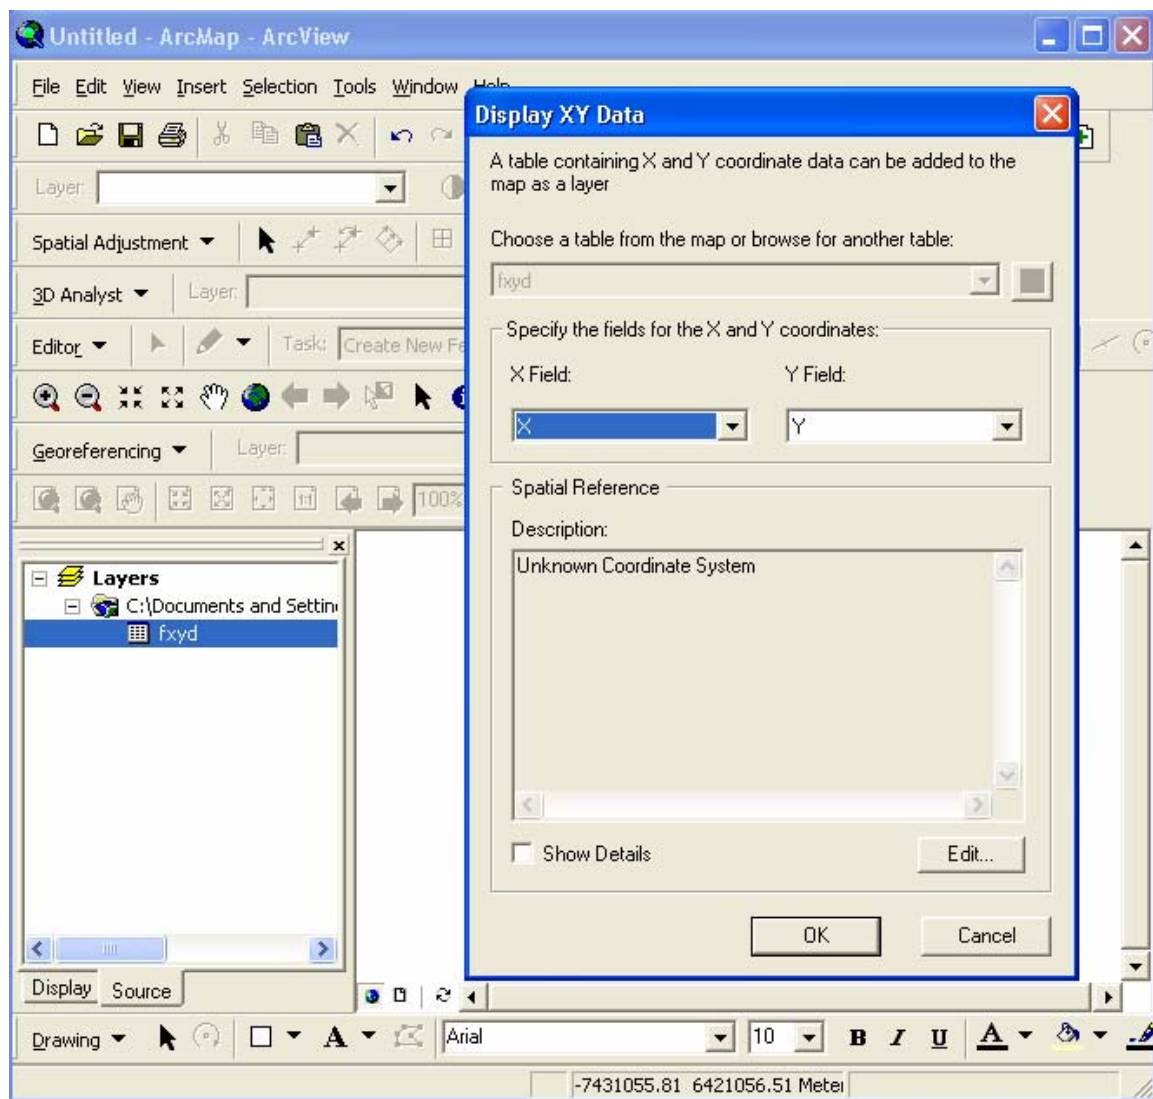 Untitled - ArcMap - ArcView
File Edit View Insert Selection Tools Window Help
Layer:
Spatial Adjustment
3D Analyst Layer:
Editor Task: Create New Fe
Georeferencing Layer:
100%
Layers
C:\Documents and Settin
fxyd
Display Source
Display XY Data
A table containing X and Y coordinate data can be added to the
map as a layer
Choose a table from the map or browse for another table:
fxyd
Specify the fields for the X and Y coordinates:
X Field: Y Field:
X Y
Spatial Reference
Description:
Unknown Coordinate System
Show Details Edit...
OK Cancel
Drawing A Arial 10 B I U A
-7431055.81 6421056.51 Meter